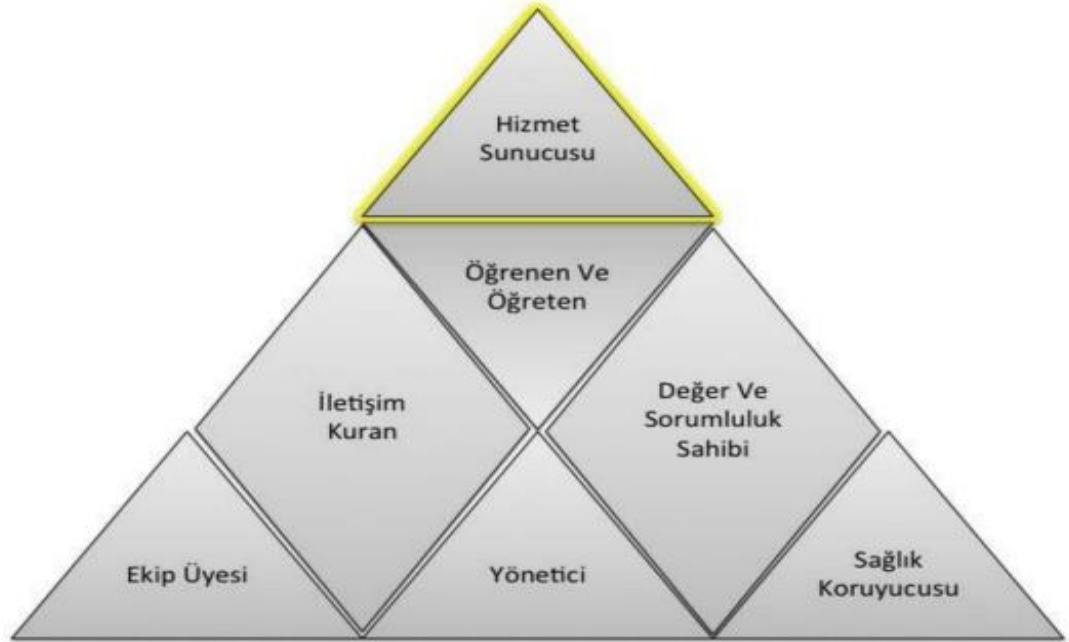 Hizmet
Sunucusu
Öğrenen Ve
Öğreten
İletişim
Kuran
Değer Ve
Sorumluluk
Sahibi
Ekip Üyesi
Yönetici
Sağlık
Koruyucusu